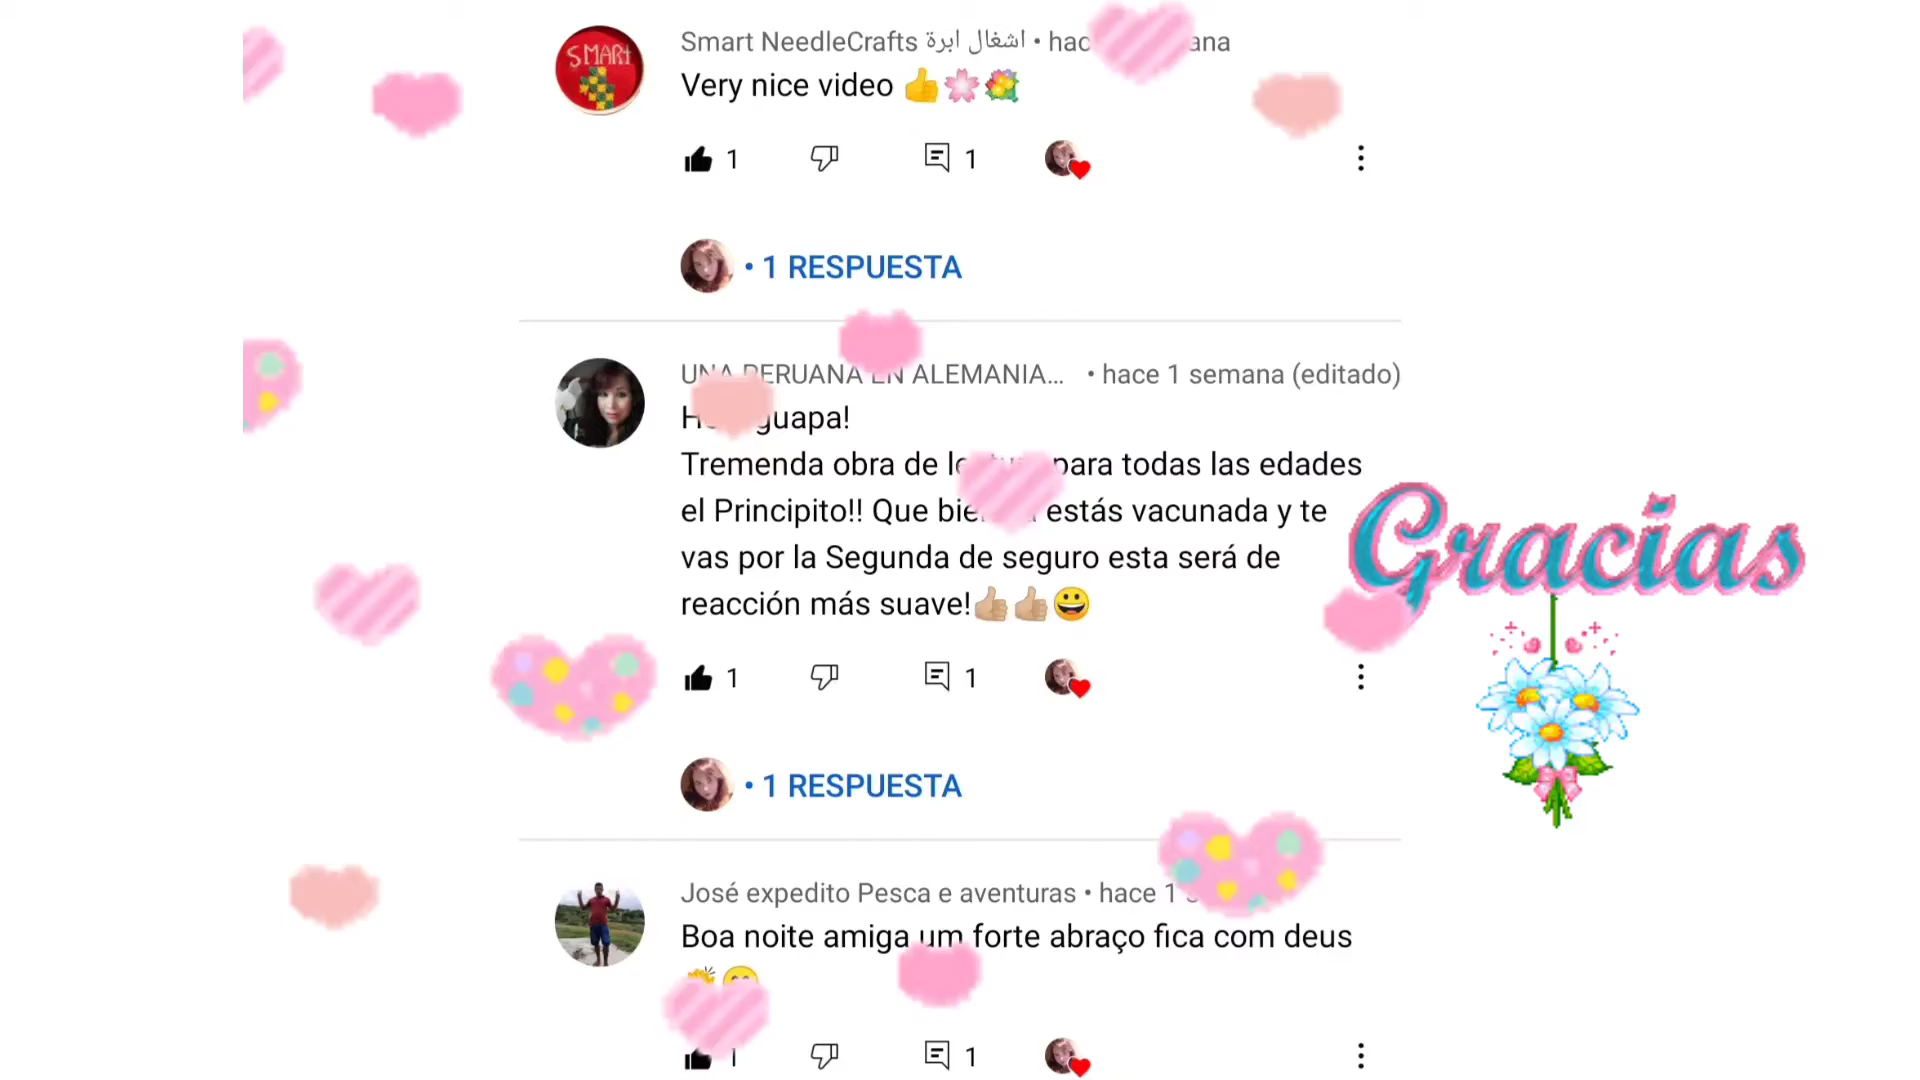 SMART
Smart NeedleCrafts اشغال ابرة •
Very nice video 👍🌸💐
1
1
• 1 RESPUESTA
ALEMANIA... • hace 1 semana (editado)
guapa!
Tremenda obra de para todas las edades
el Principito!! Que estás vacunada y te
vas por la Segunda de seguro esta será de
reacción más suave!👍🏼👍🏼😀
1
1
• 1 RESPUESTA
José expedito Pesca e aventuras • hace 1
Boa noite amiga um forte abraço fica com deus
1
1
Gracias